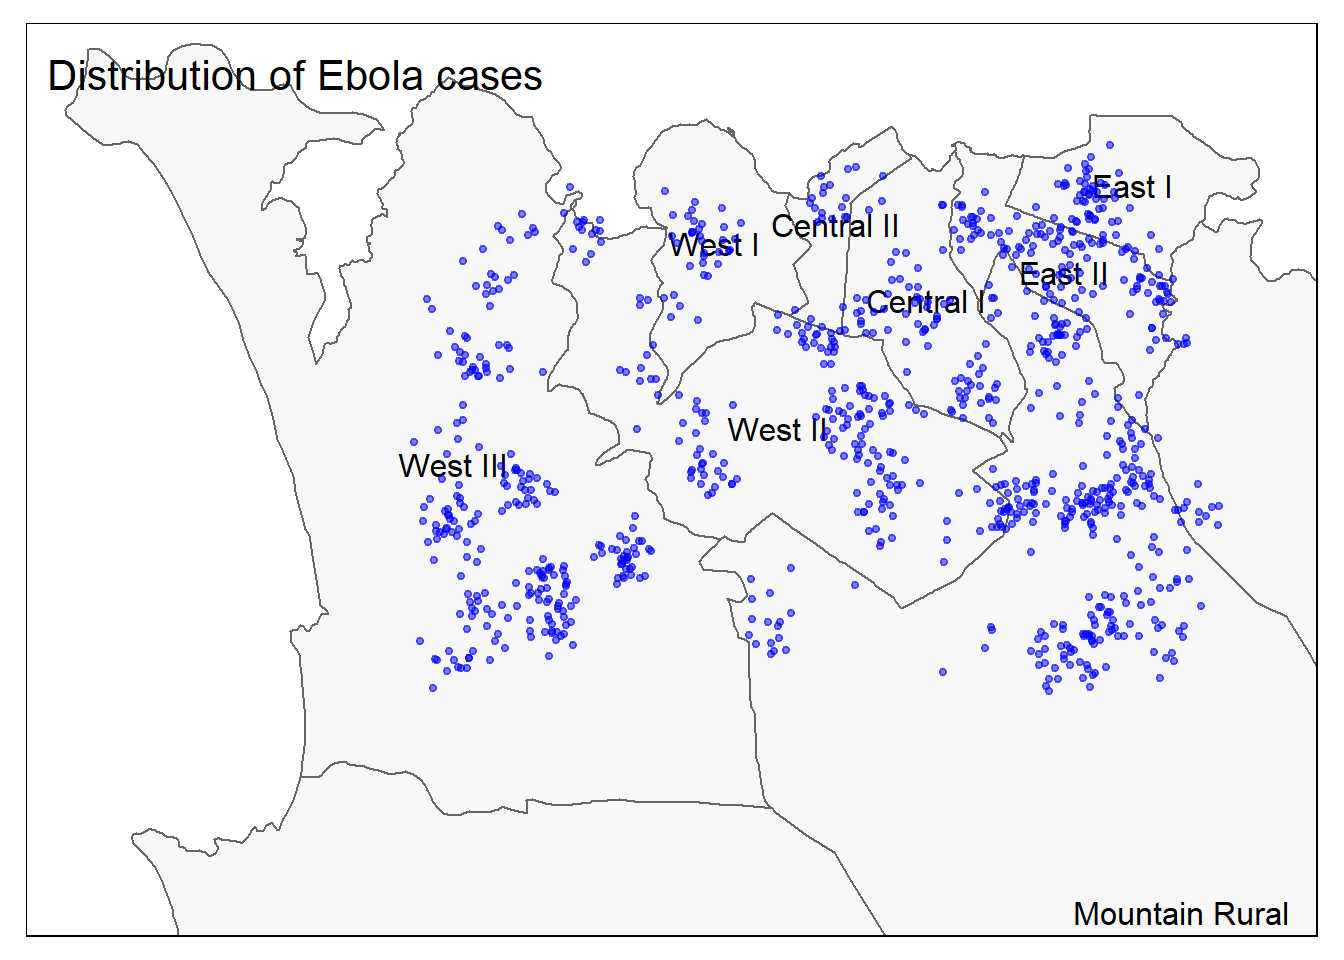 Distribution of Ebola cases
East I
Central II
West I
East II
Central I
West II
West III
Mountain Rural